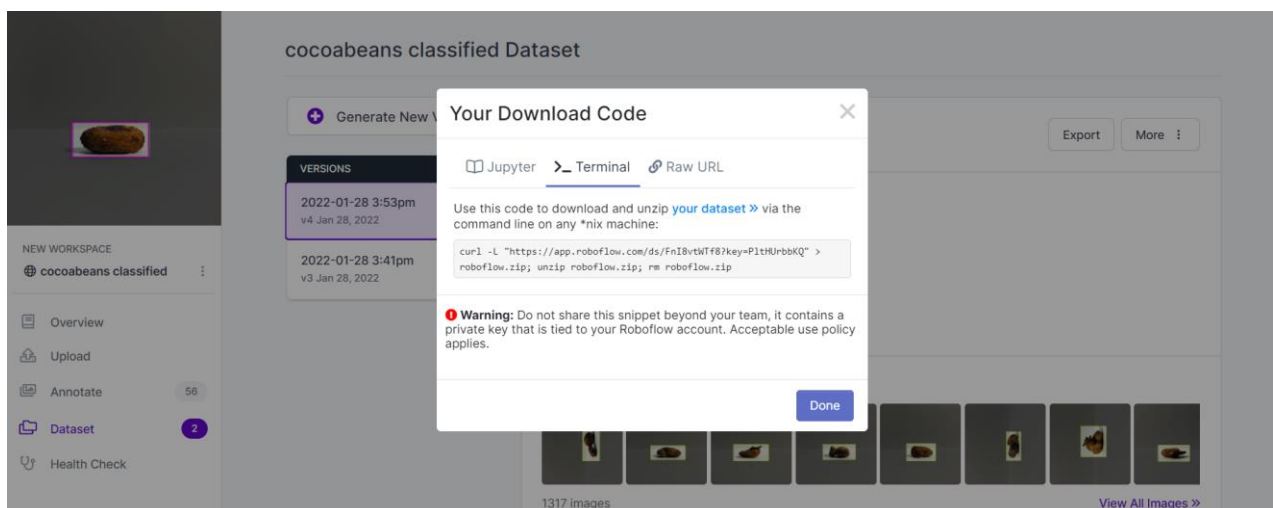 cocoabeans classified Dataset
Generate New V
Your Download Code
Export
More
Jupyter
Terminal
Raw URL
VERSIONS
2022-01-28 3:53pm
v4 Jan 28, 2022
Use this code to download and unzip your dataset » via the
command line on any *nix machine:
NEW WORKSPACE
cocoabeans classified
2022-01-28 3:41pm
v3 Jan 28, 2022
curl -L "https://app.roboflow.com/ds/FnI8vtWTf8?key=PltHUrbbKQ" >
roboflow.zip; unzip roboflow.zip; rm roboflow.zip
Overview
Warning: Do not share this snippet beyond your team, it contains a
private key that is tied to your Roboflow account. Acceptable use policy
applies.
Upload
Annotate 56
Done
Dataset 2
Health Check
1317 images
View All Images »